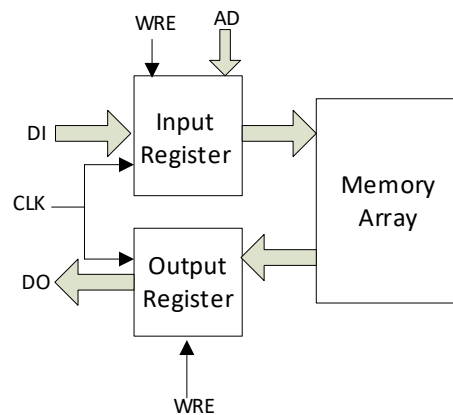 WRE
AD
DI
Input
Register
CLK
Memory
Array
DO
Output
Register
WRE